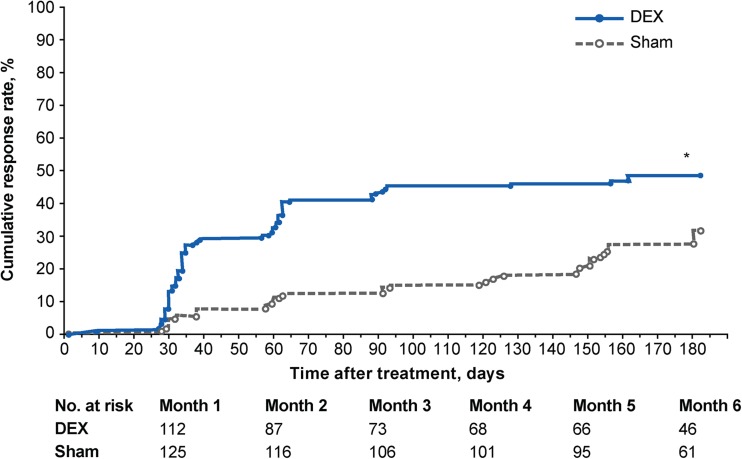 DEX
Sham
Cumulative response rate, %
100
90
80
70
60
50
40
30
20
10
0
*
0 10 20 30 40 50 60 70 80 90 100 110 120 130 140 150 160 170 180
Time after treatment, days
No. at risk Month 1 Month 2 Month 3 Month 4 Month 5 Month 6
DEX 112 87 73 68 66 46
Sham 125 116 106 101 95 61